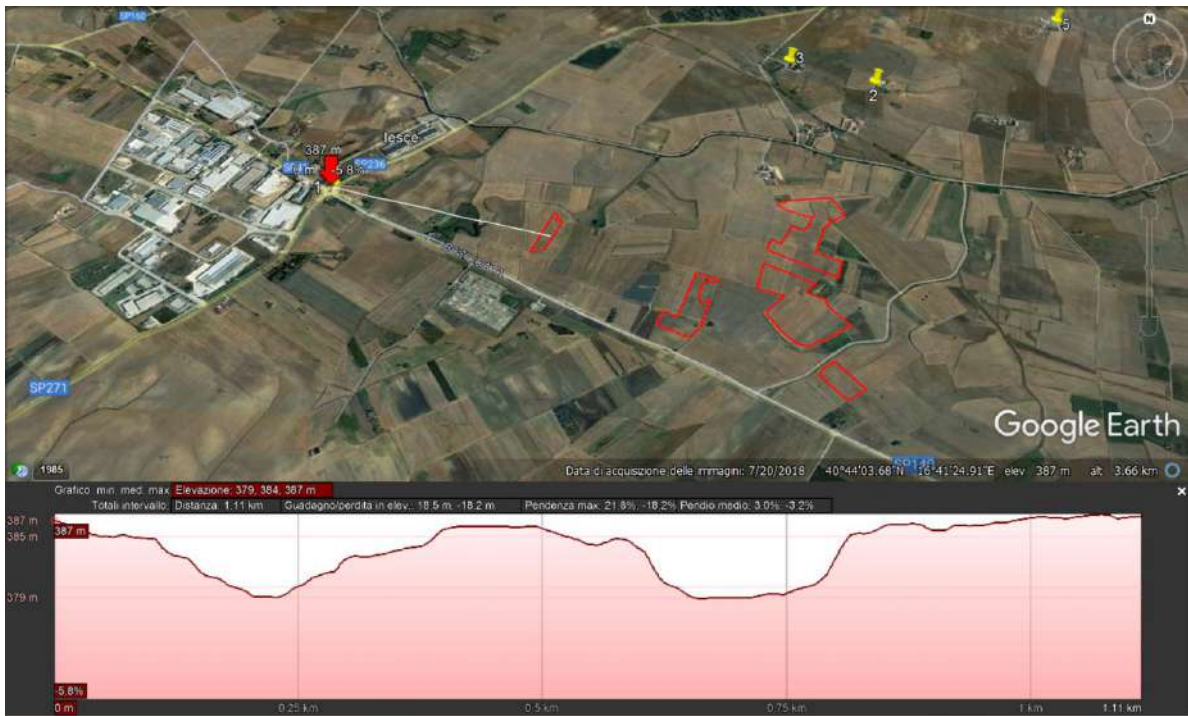 SP160
5
N
3
2
Iesce
387 m
SP236
-5.8%
1
SP271
Google Earth
SP140
1985
Data di acquisizione delle immagini: 7/20/2018 40°44'03.68"N 16°41'24.91"E elev 387 m alt 3.66 km
Grafico: min, med, max Elevazione: 379, 384, 387 m
Totali intervallo: Distanza: 1.11 km Guadagno/perdita in elev.: 18.5 m, -18.2 m Pendenza max: 21.6%, -18.2% Pendio medio: 3.0%, -3.2%
387 m
387 m
385 m
379 m
-5.8%
0 m 0.25 km 0.5 km 0.75 km 1 km 1.11 km